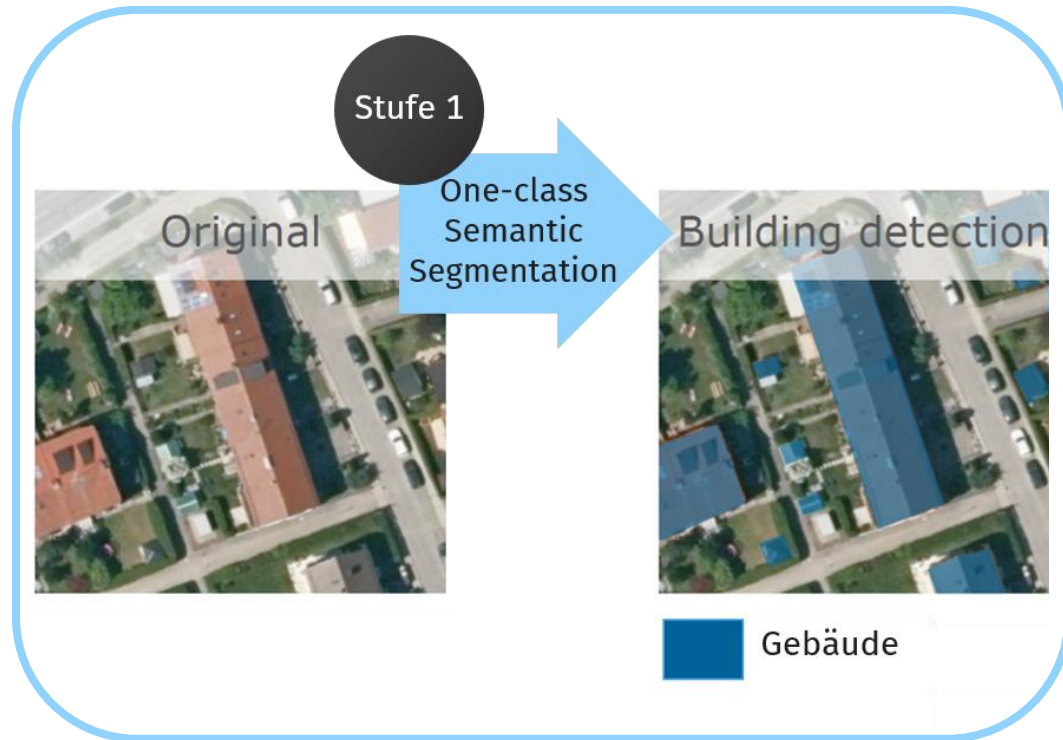 Stufe 1
Original
One-class
Semantic
Segmentation
Building detection
Gebäude